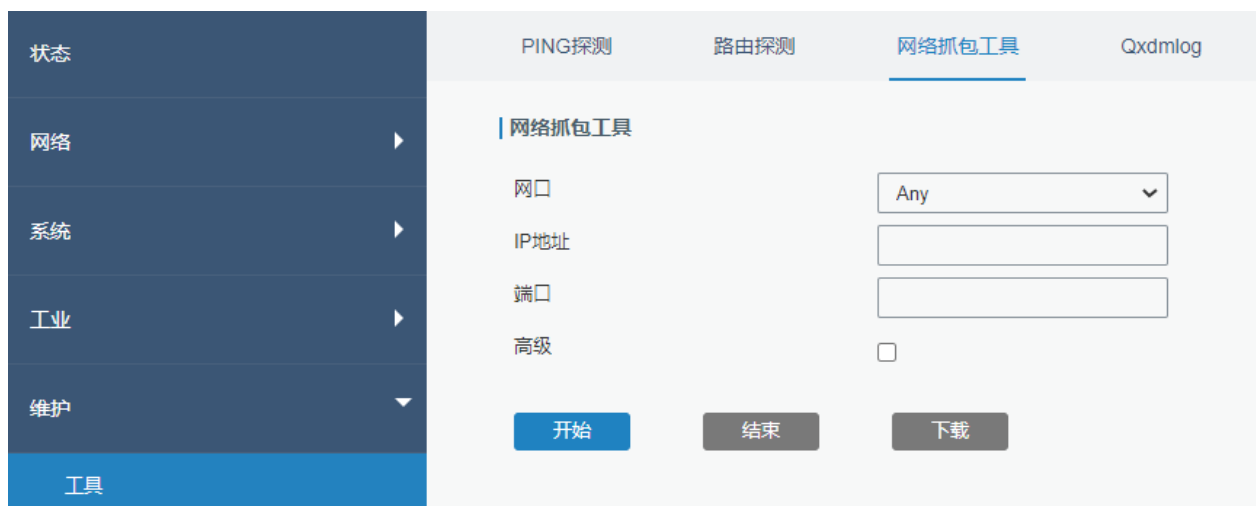 状态
网络
系统
工业
维护
工具
PING探测 路由探测 网络抓包工具 Qxdmlog
网络抓包工具
网口 Any
IP地址
端口
高级
开始 结束 下载